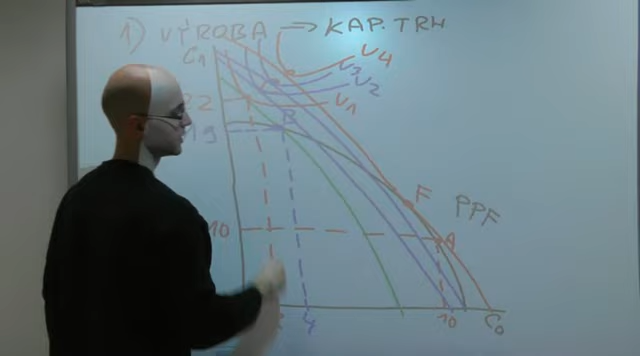 1) VÝROBA → KAP. TRH
C₁
U4
U3
U2
U1
22
B
19
F
PPF
10
A
4
10
C₀